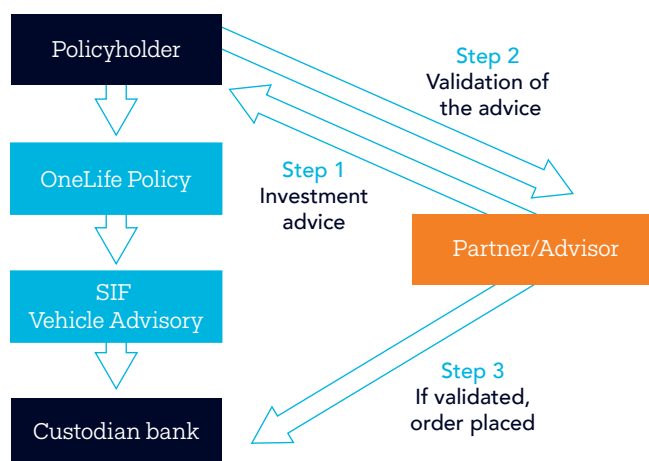 Policyholder
Step 2
Validation of
the advice
OneLife Policy
Step 1
Investment
advice
Partner/Advisor
SIF
Vehicle Advisory
Step 3
If validated,
order placed
Custodian bank